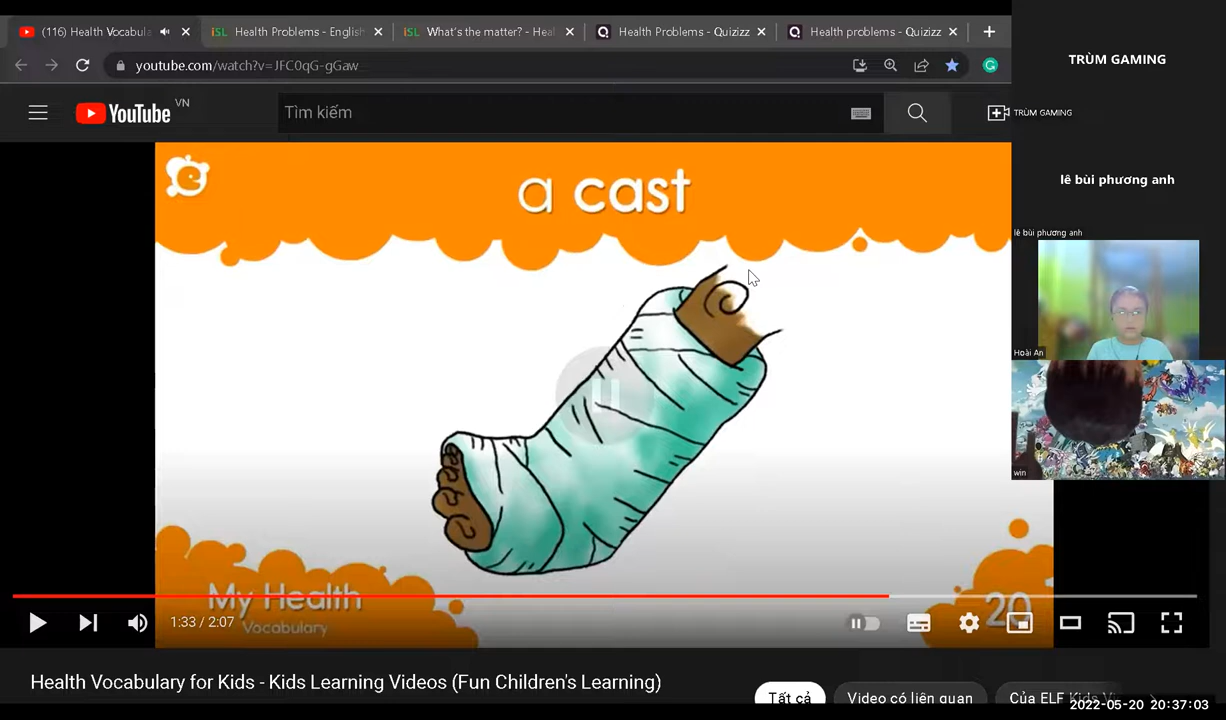 (116) Health Vocabula
Health Problems - English
What's the matter? - Heal
Health Problems - Quizizz
Health problems - Quizizz
youtube.com/watch?v=JFC0qG-gGaw
YouTube VN
Tìm kiếm
TRÙM GAMING
TRÙM GAMING
lê bùi phương anh
lê bùi phương anh
Hoài An
win
a cast
My Health
Vocabulary
20
1:33 / 2:07
Health Vocabulary for Kids - Kids Learning Videos (Fun Children's Learning)
Tất cả
Video có liên quan
Của ELF Kids Vi
2022-05-20 20:37:03